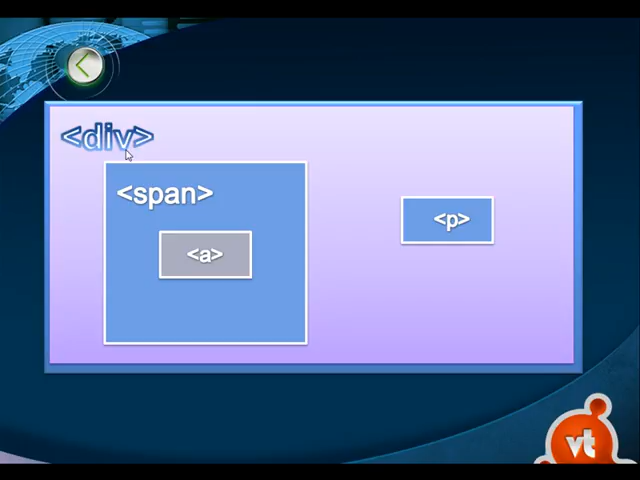 <div>
<span>
<p>
<a>
vt